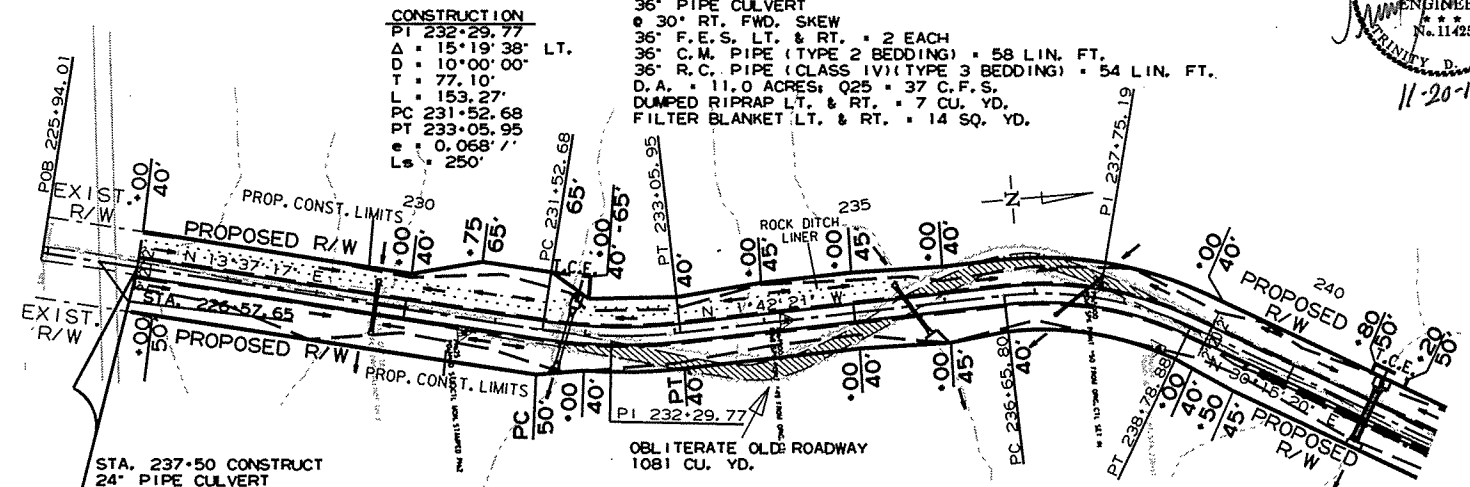 CONSTRUCTION
PI 232+29.77
Δ = 15°19'38" LT.
D = 10°00'00"
T = 77.10'
L = 153.27'
PC 231+52.68
PT 233+05.95
e = 0.068'/'
Ls = 250'
36" PIPE CULVERT
@ 30° RT. FWD. SKEW
36" F.E.S. LT. & RT. = 2 EACH
36" C.M. PIPE (TYPE 2 BEDDING) = 58 LIN. FT.
36" R.C. PIPE (CLASS IV)(TYPE 3 BEDDING) = 54 LIN. FT.
D.A. = 11.0 ACRES; Q25 = 37 C.F.S.
DUMPED RIPRAP LT. & RT. = 7 CU. YD.
FILTER BLANKET LT. & RT. = 14 SQ. YD.
ENGINEER
* * *
No. 11425
TRINITY D.
POB 225+94.01
EXIST.
R/W
+00
40'
PROP. CONST. LIMITS
230
PROPOSED R/W
+00
40'
+75
65'
PC 231+52.68
65'
T.C.E.
+00
40'-65'
PT 233+05.95
40'
+00
45'
ROCK DITCH
LINER
235
+00
45'
+00
40'
N
PI 237+75.19
+00
40'
PROPOSED
R/W
240
+80
50'
T.C.E.
+20
50'
N 13°37'17" E
N 1°42'21" W
N 30°15'20" E
STA. 226+57.65
EXIST.
R/W
+00
50'
PROPOSED R/W
PROP. CONST. LIMITS
PC
50'
+00
40'
PT
40'
PI 232+29.77
+00
40'
+00
45'
PC 236+65.80
40'
PT 238+78.88
+00
40'
+50
45'
PROPOSED
R/W
OBLITERATE OLD ROADWAY
1081 CU. YD.
STA. 237+50 CONSTRUCT
24" PIPE CULVERT